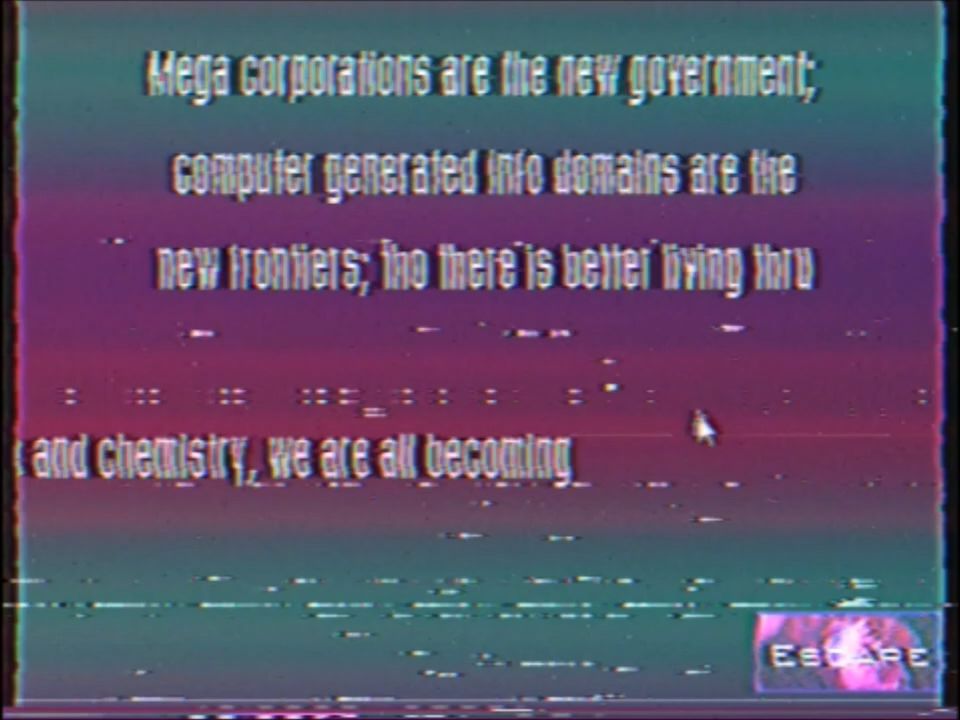 Mega corporations are the new government;
computer generated info domains are the
new frontiers; tho there is better living thru
and chemistry, we are all becoming
ESCAPE